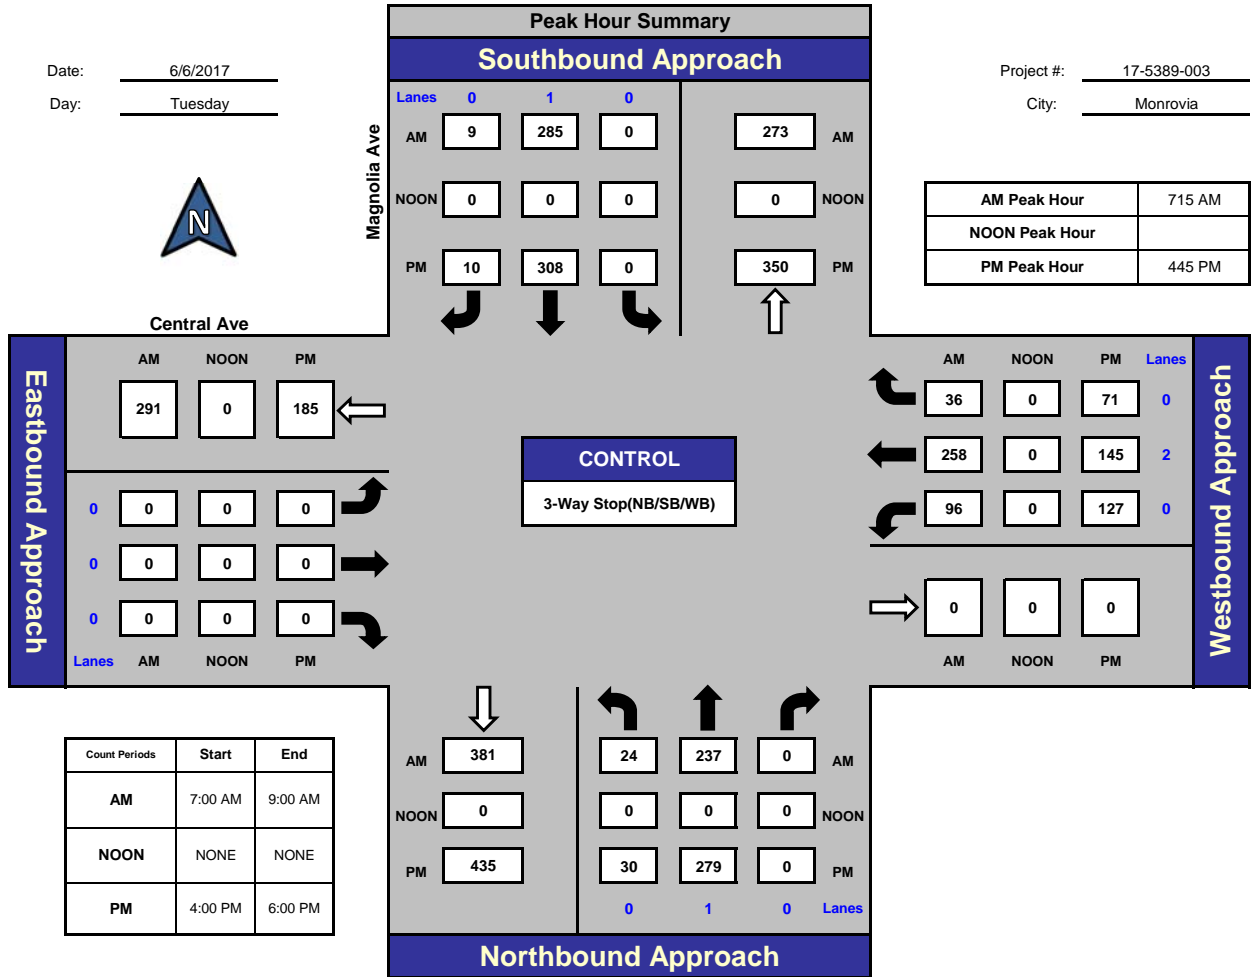 Peak Hour Summary
Southbound Approach
Date: 6/6/2017
Day: Tuesday
Project #: 17-5389-003
City: Monrovia
N
Magnolia Ave
Lanes 0 1 0
AM 9 285 0 273 AM
NOON 0 0 0 0 NOON
PM 10 308 0 350 PM
AM Peak Hour 715 AM
NOON Peak Hour
PM Peak Hour 445 PM
Central Ave
Eastbound Approach
AM NOON PM
291 0 185
0 0 0 0
0 0 0 0
0 0 0 0
Lanes AM NOON PM
CONTROL
3-Way Stop(NB/SB/WB)
AM NOON PM Lanes
36 0 71 0
258 0 145 2
96 0 127 0
0 0 0
AM NOON PM
Westbound Approach
Count Periods Start End
AM 7:00 AM 9:00 AM
NOON NONE NONE
PM 4:00 PM 6:00 PM
AM 381 24 237 0 AM
NOON 0 0 0 0 NOON
PM 435 30 279 0 PM
0 1 0 Lanes
Northbound Approach